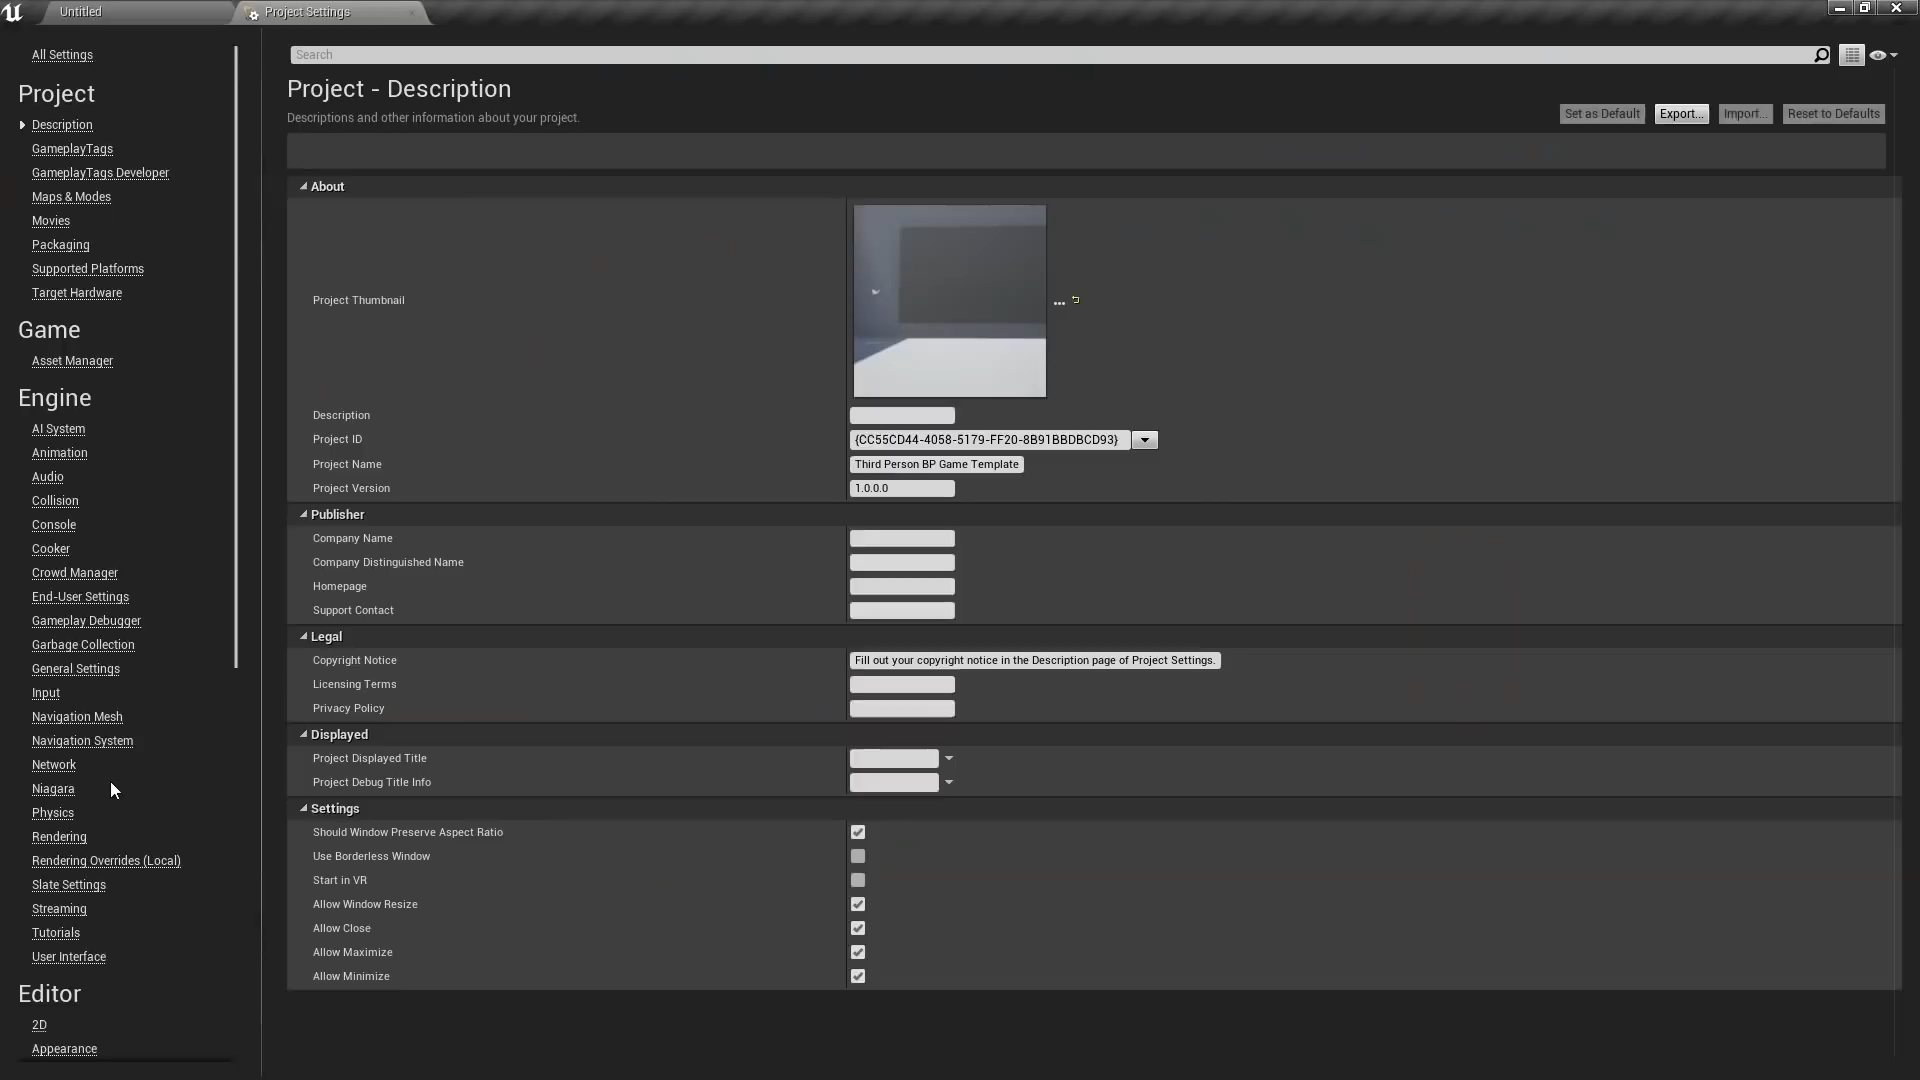 Untitled
Project Settings
All Settings
Project
Description
GameplayTags
GameplayTags Developer
Maps & Modes
Movies
Packaging
Supported Platforms
Target Hardware
Game
Asset Manager
Engine
AI System
Animation
Audio
Collision
Console
Cooker
Crowd Manager
End-User Settings
Gameplay Debugger
Garbage Collection
General Settings
Input
Navigation Mesh
Navigation System
Network
Niagara
Physics
Rendering
Rendering Overrides (Local)
Slate Settings
Streaming
Tutorials
User Interface
Editor
2D
Appearance
Search
Project - Description
Descriptions and other information about your project.
Set as Default
Export...
Import...
Reset to Defaults
About
Project Thumbnail
Description
Project ID
{CC55CD44-4058-5179-FF20-8B91BBDBCD93}
Project Name
Third Person BP Game Template
Project Version
1.0.0.0
Publisher
Company Name
Company Distinguished Name
Homepage
Support Contact
Legal
Copyright Notice
Fill out your copyright notice in the Description page of Project Settings.
Licensing Terms
Privacy Policy
Displayed
Project Displayed Title
Project Debug Title Info
Settings
Should Window Preserve Aspect Ratio
Use Borderless Window
Start in VR
Allow Window Resize
Allow Close
Allow Maximize
Allow Minimize